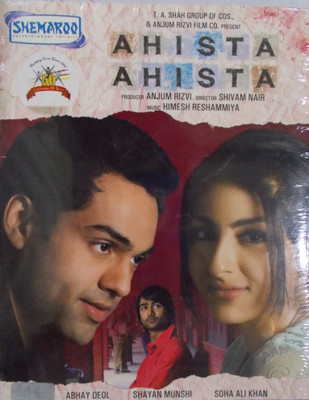 SHEMAROO
ENTERTAINMENT
T. A. SHAH GROUP OF COS.,
& ANJUM RIZVI FILM CO. PRESENT
AHISTA
AHISTA
PRODUCER ANJUM RIZVI DIRECTOR SHIVAM NAIR
MUSIC HIMESH RESHAMMIYA
ABHAY DEOL SHAYAN MUNSHI SOHA ALI KHAN